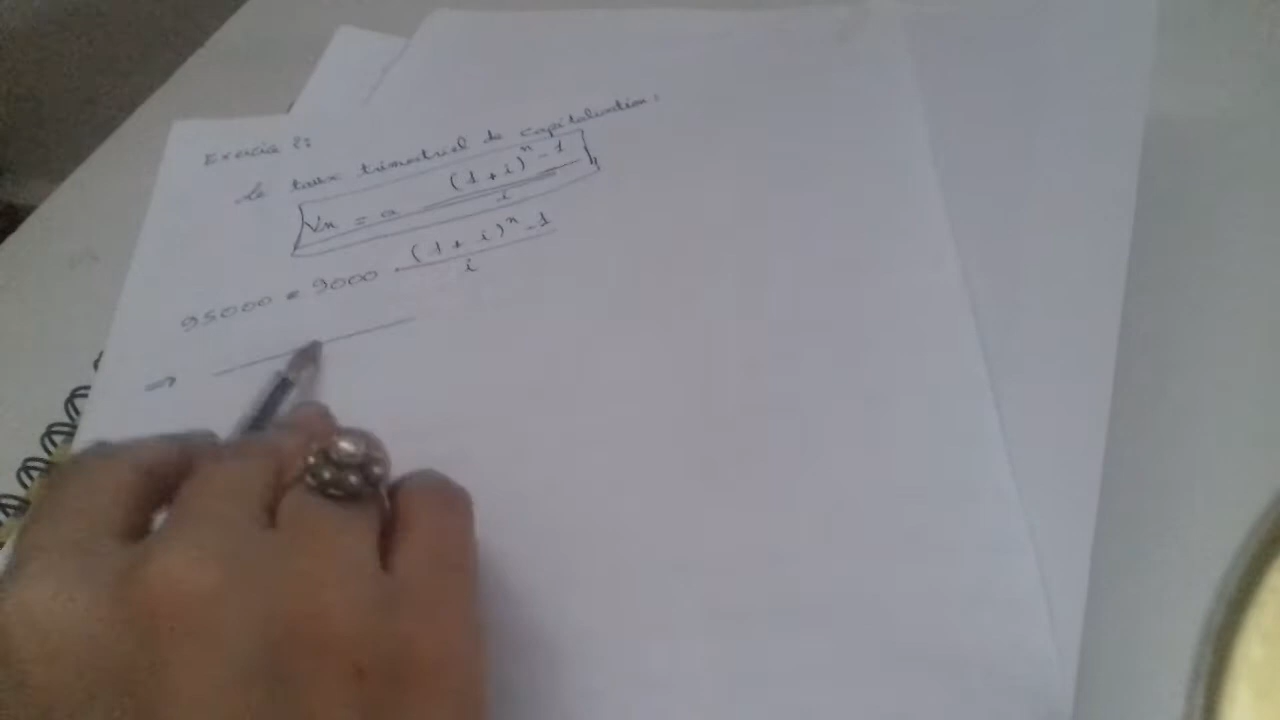 Exercice 2:
Le taux trimestriel de capitalisation:
Vn = a (1 + i)^n - 1 / i
95000 = 9000 (1 + i)^n - 1 / i
⇒